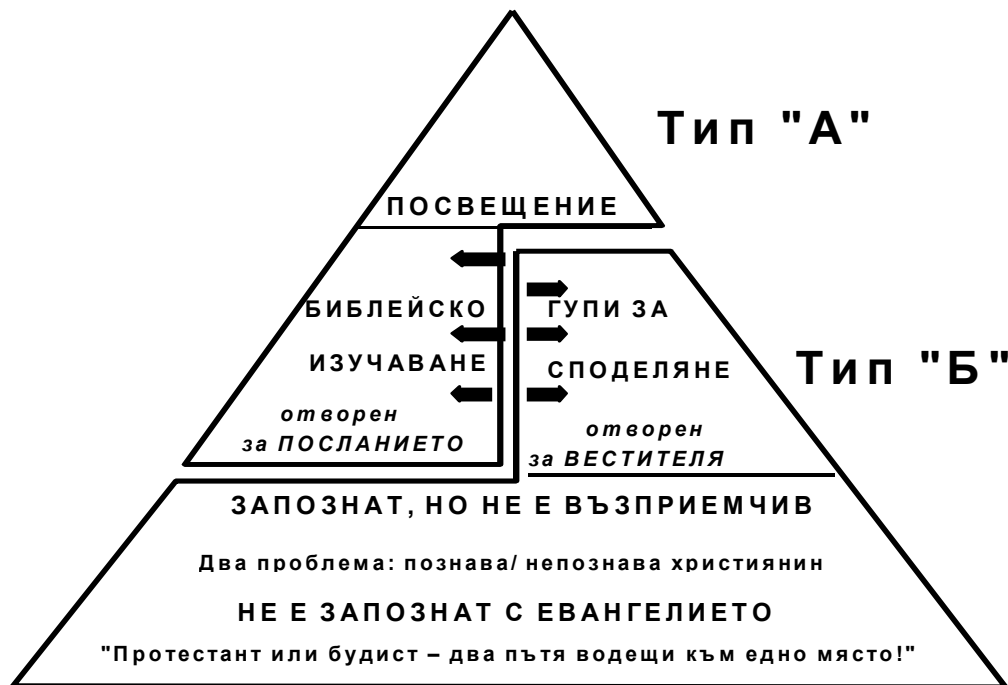 Тип "А"
ПОСВЕЩЕНИЕ
БИБЛЕЙСКО
ИЗУЧАВАНЕ
отворен
за ПОСЛАНИЕТО
ГУПИ ЗА
СПОДЕЛЯНЕ
отворен
за ВЕСТИТЕЛЯ
Тип "Б"
ЗАПОЗНАТ, НО НЕ Е ВЪЗПРИЕМЧИВ
Два проблема: познава/ непознава християнин
НЕ Е ЗАПОЗНАТ С ЕВАНГЕЛИЕТО
"Протестант или будист – два пътя водещи към едно място!"